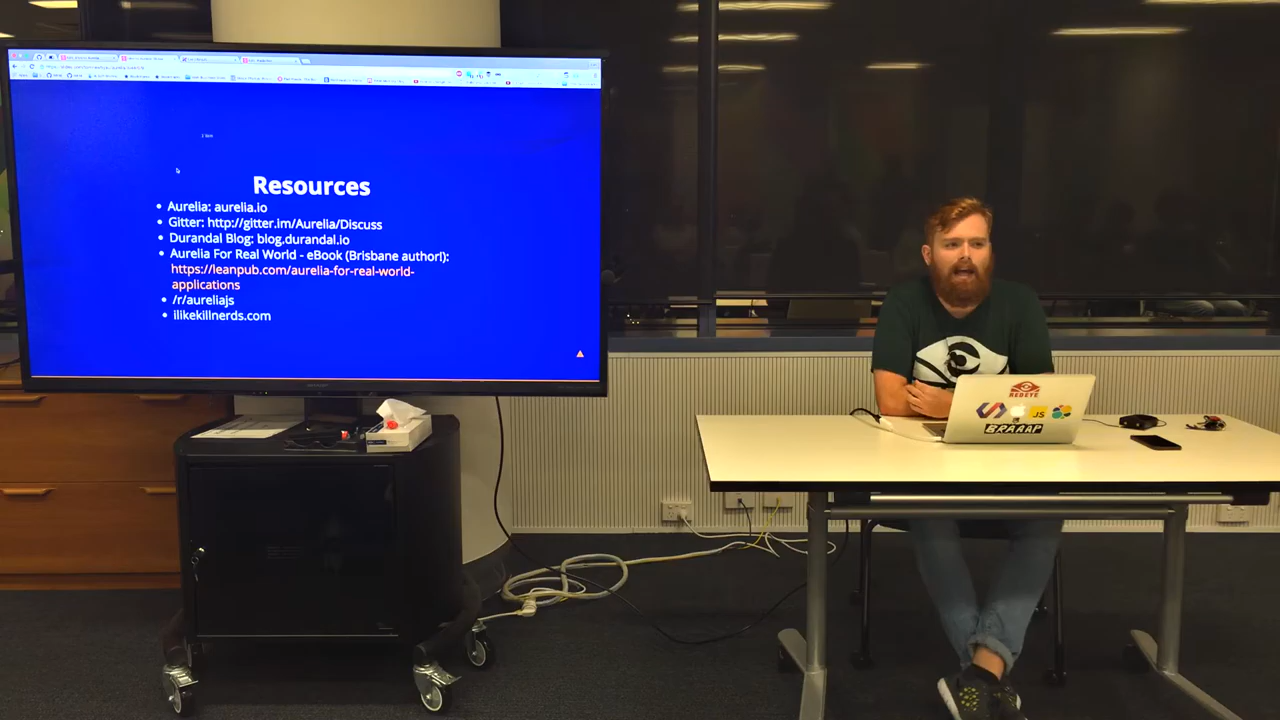 Resources
Aurelia: aurelia.io
Gitter: http://gitter.im/Aurelia/Discuss
Durandal Blog: blog.durandal.io
Aurelia For Real World - eBook (Brisbane author!):
https://leanpub.com/aurelia-for-real-world-
applications
/r/aureliajs
ilikekillnerds.com
REDEYE
JS
BRAAAP